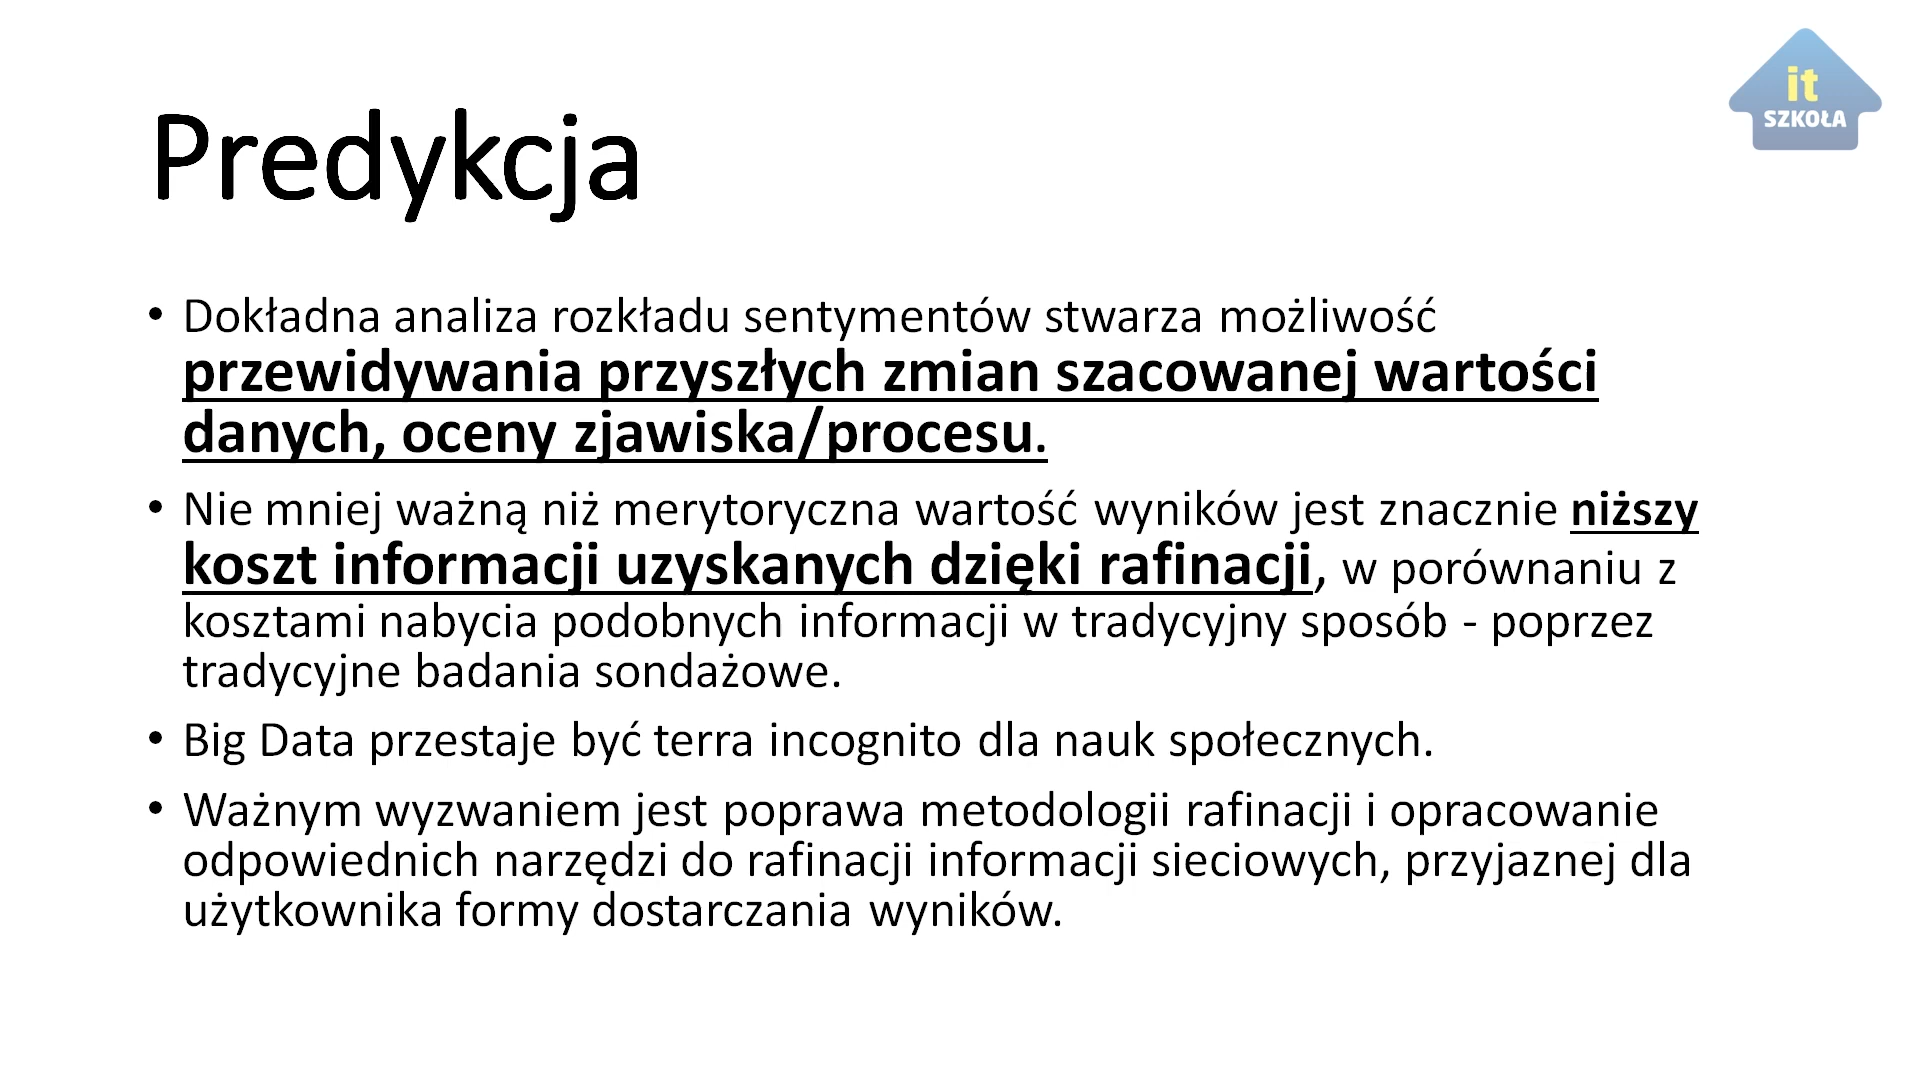 it
SZKOŁA
Predykcja
• Dokładna analiza rozkładu sentymentów stwarza możliwość
przewidywania przyszłych zmian szacowanej wartości
danych, oceny zjawiska/procesu.
• Nie mniej ważną niż merytoryczna wartość wyników jest znacznie niższy
koszt informacji uzyskanych dzięki rafinacji, w porównaniu z
kosztami nabycia podobnych informacji w tradycyjny sposób - poprzez
tradycyjne badania sondażowe.
• Big Data przestaje być terra incognito dla nauk społecznych.
• Ważnym wyzwaniem jest poprawa metodologii rafinacji i opracowanie
odpowiednich narzędzi do rafinacji informacji sieciowych, przyjaznej dla
użytkownika formy dostarczania wyników.